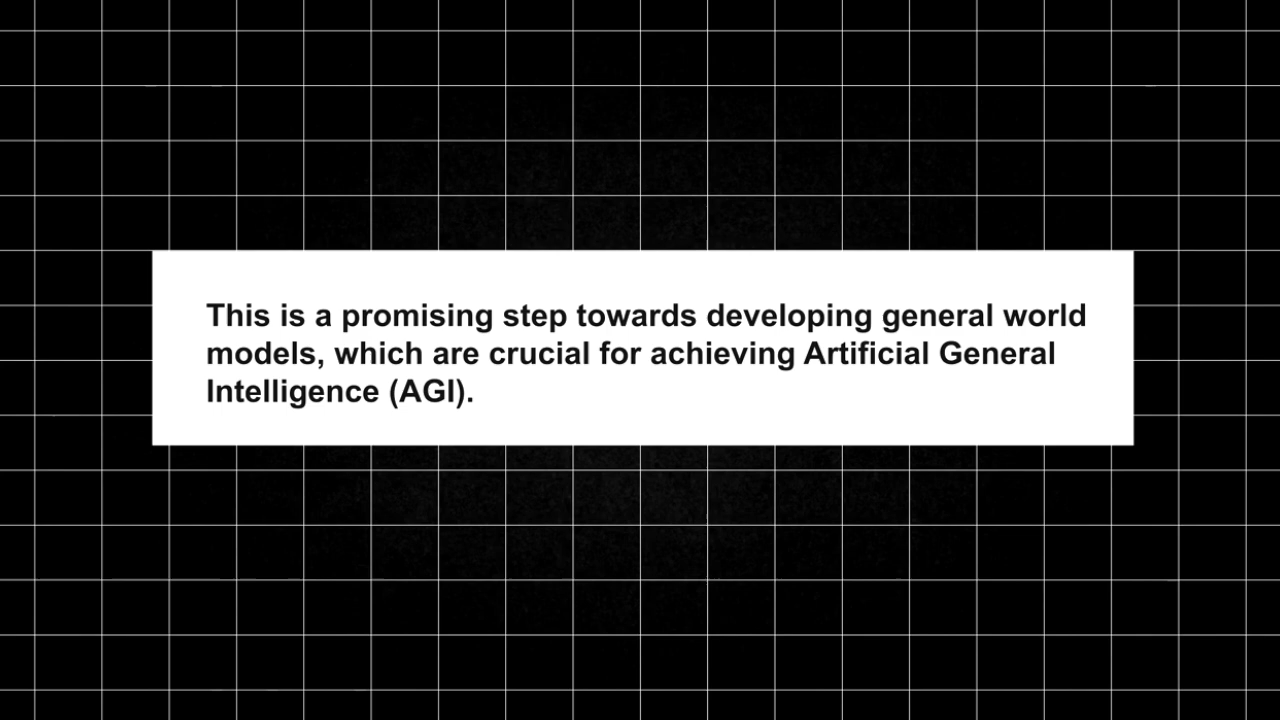 This is a promising step towards developing general world
models, which are crucial for achieving Artificial General
Intelligence (AGI).